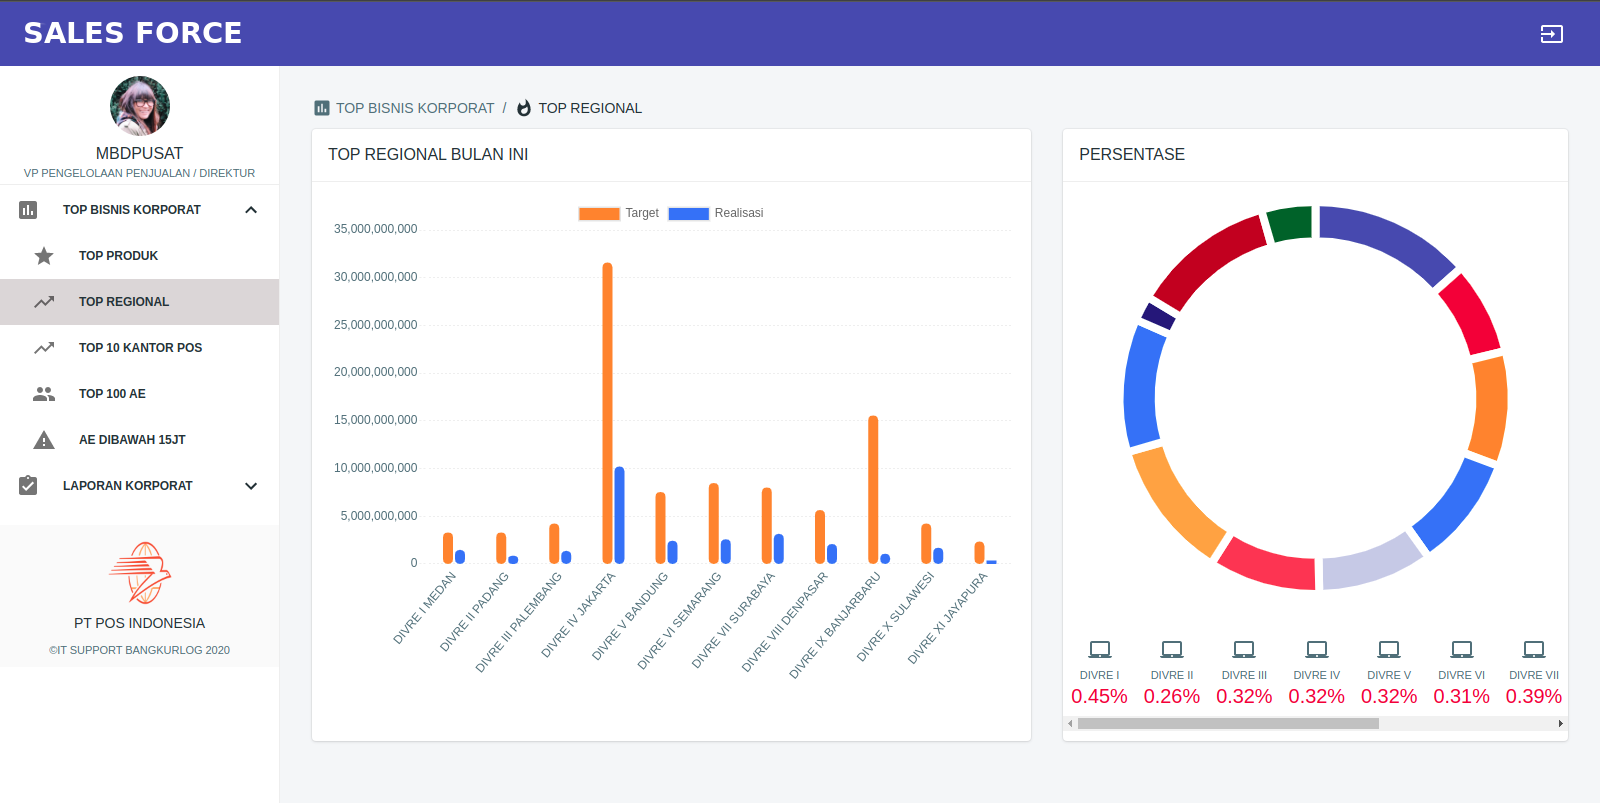 SALES FORCE
MBDPUSAT
VP PENGELOLAAN PENJUALAN / DIREKTUR
TOP BISNIS KORPORAT
TOP PRODUK
TOP REGIONAL
TOP 10 KANTOR POS
TOP 100 AE
AE DIBAWAH 15JT
LAPORAN KORPORAT
PT POS INDONESIA
©IT SUPPORT BANGKURLOG 2020
TOP BISNIS KORPORAT / TOP REGIONAL
TOP REGIONAL BULAN INI
Target Realisasi
35,000,000,000
30,000,000,000
25,000,000,000
20,000,000,000
15,000,000,000
10,000,000,000
5,000,000,000
0
DIVRE I MEDAN
DIVRE II PADANG
DIVRE III PALEMBANG
DIVRE IV JAKARTA
DIVRE V BANDUNG
DIVRE VI SEMARANG
DIVRE VII SURABAYA
DIVRE VIII DENPASAR
DIVRE IX BANJARBARU
DIVRE X SULAWESI
DIVRE XI JAYAPURA
PERSENTASE
DIVRE I DIVRE II DIVRE III DIVRE IV DIVRE V DIVRE VI DIVRE VII
0.45% 0.26% 0.32% 0.32% 0.32% 0.31% 0.39%